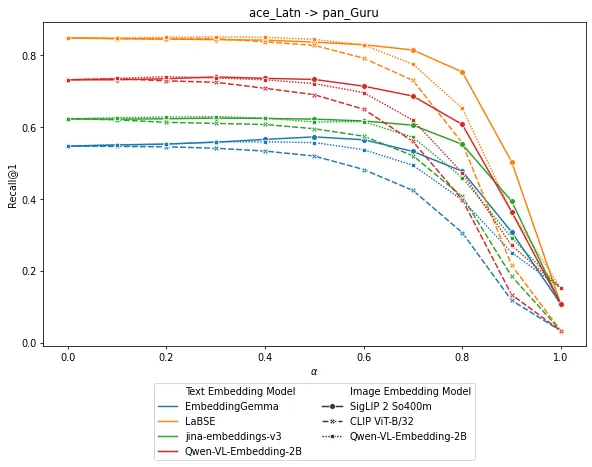 ace_Latn -> pan_Guru
Recall@1
0.8
0.6
0.4
0.2
0.0
0.0 0.2 0.4 0.6 0.8 1.0
α
Text Embedding Model Image Embedding Model
EmbeddingGemma SigLIP 2 So400m
LaBSE CLIP ViT-B/32
jina-embeddings-v3 Qwen-VL-Embedding-2B
Qwen-VL-Embedding-2B